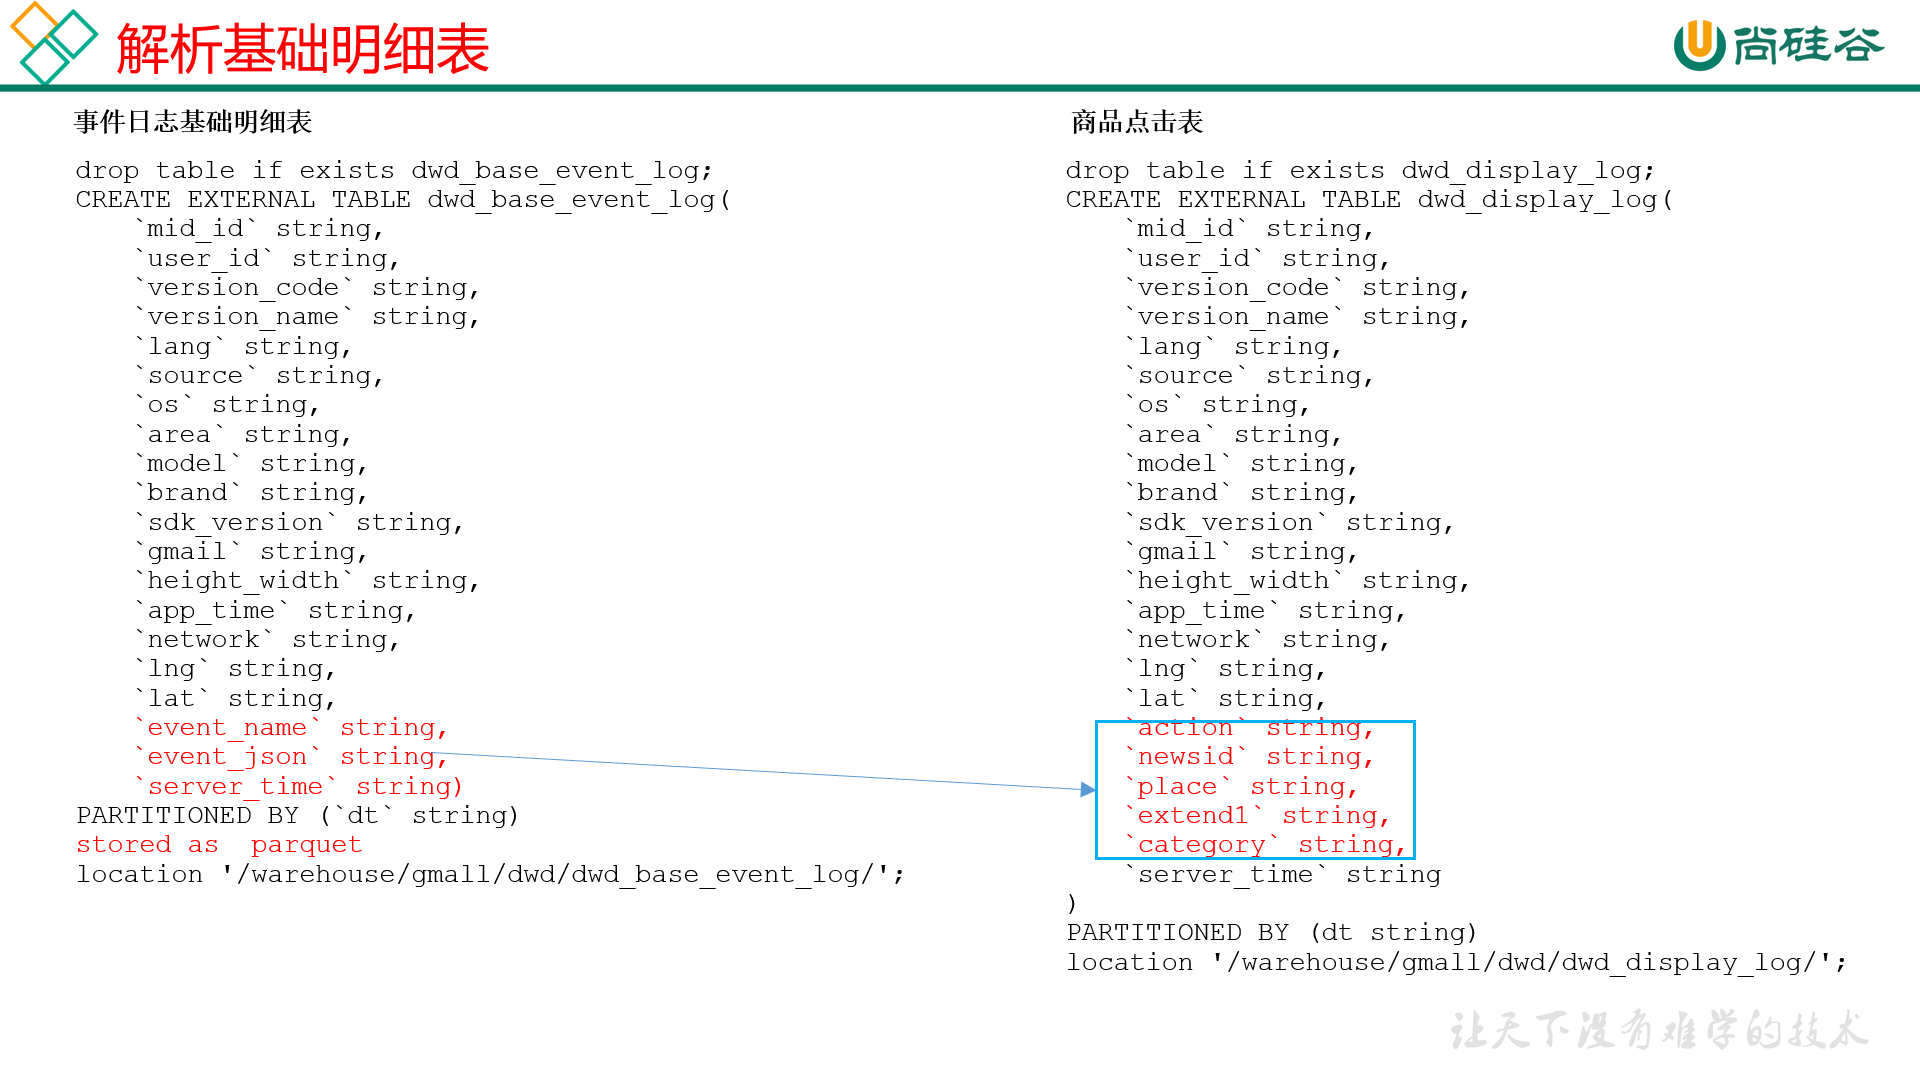 解析基础明细表
尚硅谷
事件日志基础明细表
drop table if exists dwd_base_event_log;
CREATE EXTERNAL TABLE dwd_base_event_log(
`mid_id` string,
`user_id` string,
`version_code` string,
`version_name` string,
`lang` string,
`source` string,
`os` string,
`area` string,
`model` string,
`brand` string,
`sdk_version` string,
`gmail` string,
`height_width` string,
`app_time` string,
`network` string,
`lng` string,
`lat` string,
`event_name` string,
`event_json` string,
`server_time` string)
PARTITIONED BY (`dt` string)
stored as  parquet
location '/warehouse/gmall/dwd/dwd_base_event_log/';
商品点击表
drop table if exists dwd_display_log;
CREATE EXTERNAL TABLE dwd_display_log(
`mid_id` string,
`user_id` string,
`version_code` string,
`version_name` string,
`lang` string,
`source` string,
`os` string,
`area` string,
`model` string,
`brand` string,
`sdk_version` string,
`gmail` string,
`height_width` string,
`app_time` string,
`network` string,
`lng` string,
`lat` string,
`action` string,
`newsid` string,
`place` string,
`extend1` string,
`category` string,
`server_time` string
)
PARTITIONED BY (dt string)
location '/warehouse/gmall/dwd/dwd_display_log/';
让天下没有难学的技术